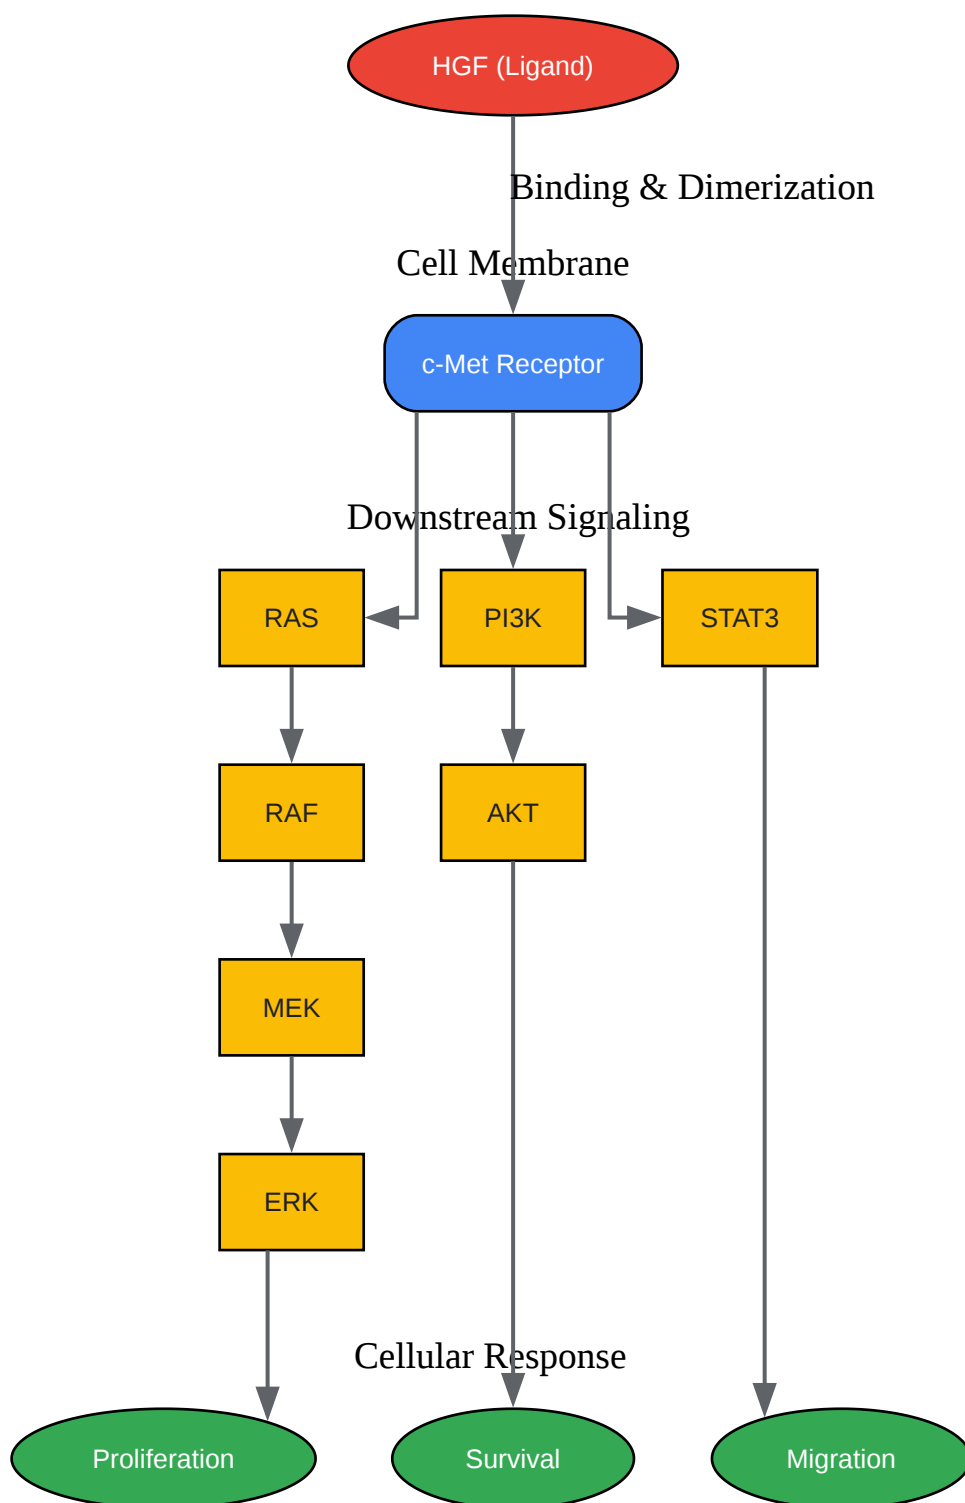 HGF (Ligand)
Binding & Dimerization
Cell Membrane
c-Met Receptor
Downstream Signaling
RAS
PI3K
STAT3
RAF
AKT
MEK
ERK
Cellular Response
Proliferation
Survival
Migration